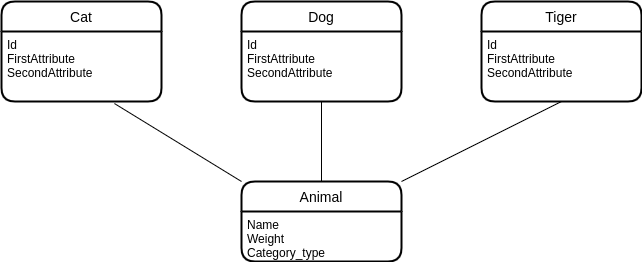 Cat
Id
FirstAttribute
SecondAttribute
Dog
Id
FirstAttribute
SecondAttribute
Tiger
Id
FirstAttribute
SecondAttribute
Animal
Name
Weight
Category_type